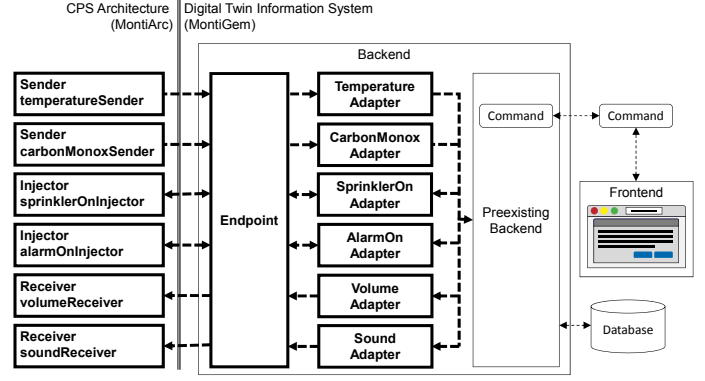 CPS Architecture
(MontiArc)
Digital Twin Information System
(MontiGem)
Backend
Sender
temperatureSender
Sender
carbonMonoxSender
Injector
sprinklerOnInjector
Injector
alarmOnInjector
Receiver
volumeReceiver
Receiver
soundReceiver
Endpoint
Temperature
Adapter
CarbonMonox
Adapter
SprinklerOn
Adapter
AlarmOn
Adapter
Volume
Adapter
Sound
Adapter
Command
Preexisting
Backend
Command
Frontend
Database